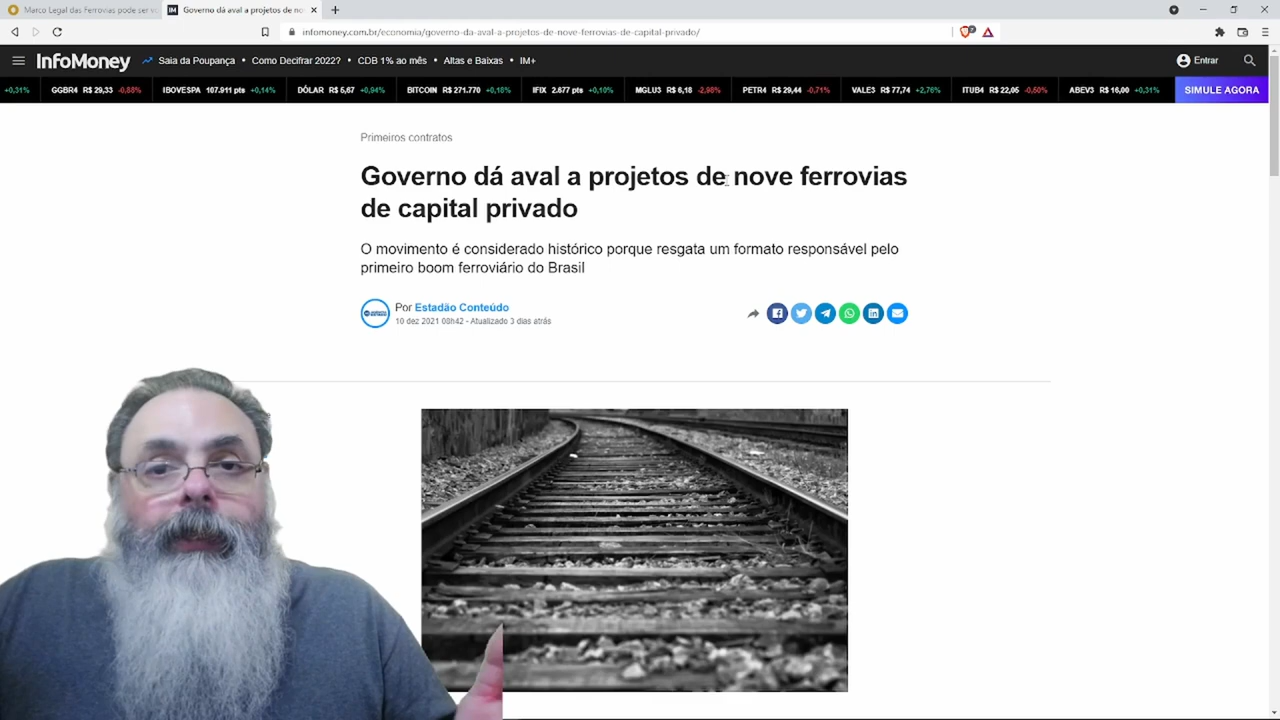 Marco Legal das Ferrovias pode ser vo
IM Governo dá aval a projetos de no
infomoney.com.br/economia/governo-da-aval-a-projetos-de-nove-ferrovias-de-capital-privado/
InfoMoney Saia da Poupança • Como Decifrar 2022? • CDB 1% ao mês • Altas e Baixas • IM+ Entrar
+0,31% GGBR4 R$ 29,33 -0,88% IBOVESPA 107.911 pts +0,14% DÓLAR R$ 5,67 +0,94% BITCOIN R$ 271.770 +0,18% IFIX 2.677 pts +0,10% MGLU3 R$ 6,18 -2,98% PETR4 R$ 29,44 -0,71% VALE3 R$ 77,74 +2,76% ITUB4 R$ 22,05 -0,50% ABEV3 R$ 16,00 +0,31% SIMULE AGORA
Primeiros contratos
Governo dá aval a projetos de nove ferrovias
de capital privado
O movimento é considerado histórico porque resgata um formato responsável pelo
primeiro boom ferroviário do Brasil
Por Estadão Conteúdo
10 dez 2021 08h42 - Atualizado 3 dias atrás